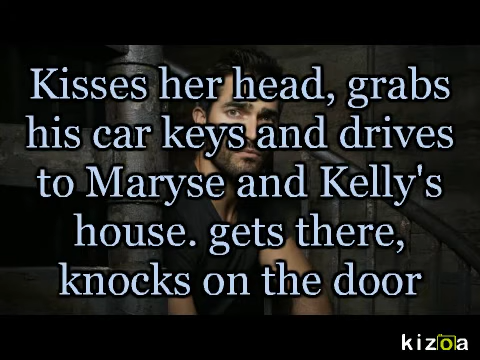 Kisses her head, grabs
his car keys and drives
to Maryse and Kelly's
house. gets there,
knocks on the door
kizoa